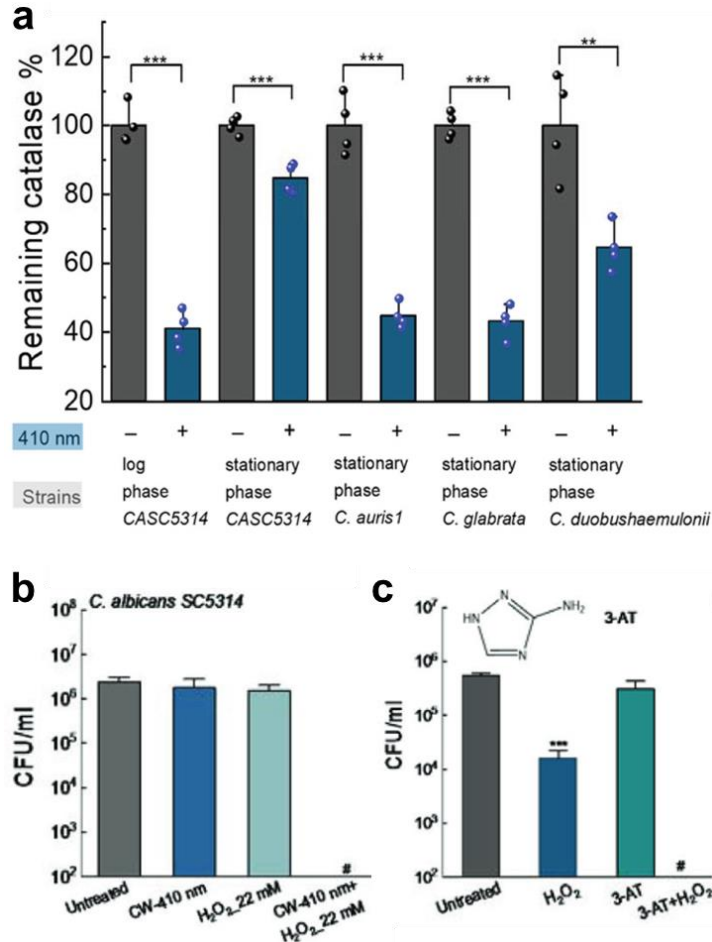 a
Remaining catalase %
120
100
80
60
40
20
*** *** *** *** **
410 nm
– + – + – + – + – +
Strains
log phase CASC5314
stationary phase CASC5314
stationary phase C. auris1
stationary phase C. glabrata
stationary phase C. duobushaemulonii
b
C. albicans SC5314
CFU/ml
10⁸
10⁷
10⁶
10⁵
10⁴
10³
10²
#
Untreated
CW-410 nm
H₂O₂_22 mM
CW-410 nm+
H₂O₂_22 mM
c
HN
N
N
NH₂
3-AT
CFU/ml
10⁷
10⁶
10⁵
10⁴
10³
10²
***
#
Untreated
H₂O₂
3-AT
3-AT+H₂O₂